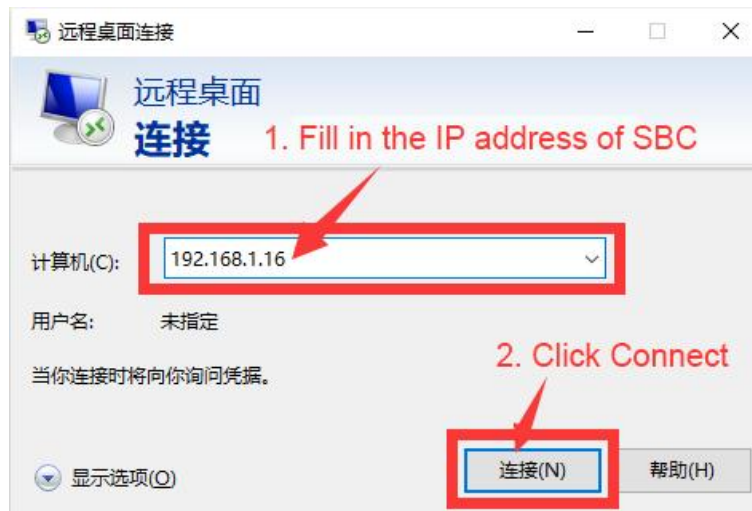 远程桌面连接
远程桌面
连接
1. Fill in the IP address of SBC
计算机(C):
192.168.1.16
用户名:
未指定
当你连接时将向你询问凭据。
2. Click Connect
显示选项(O)
连接(N)
帮助(H)